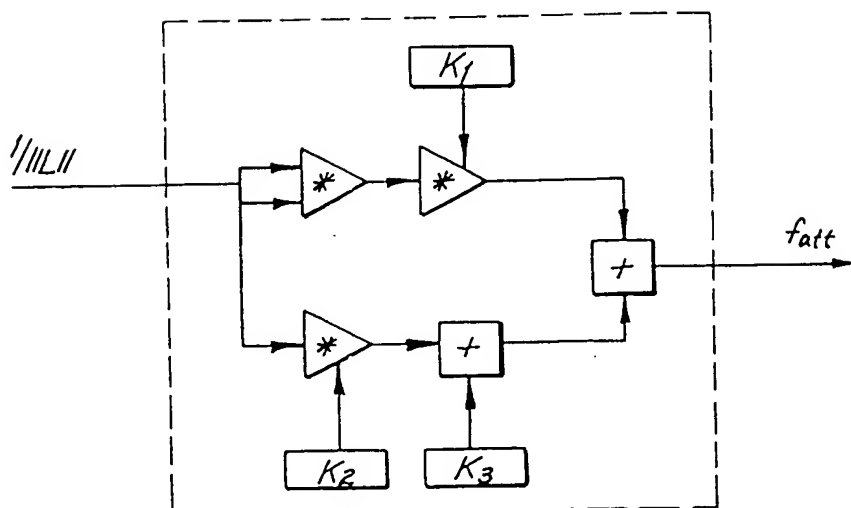 K1
1/||L||
*
*
fatt
+
*
+
K2
K3